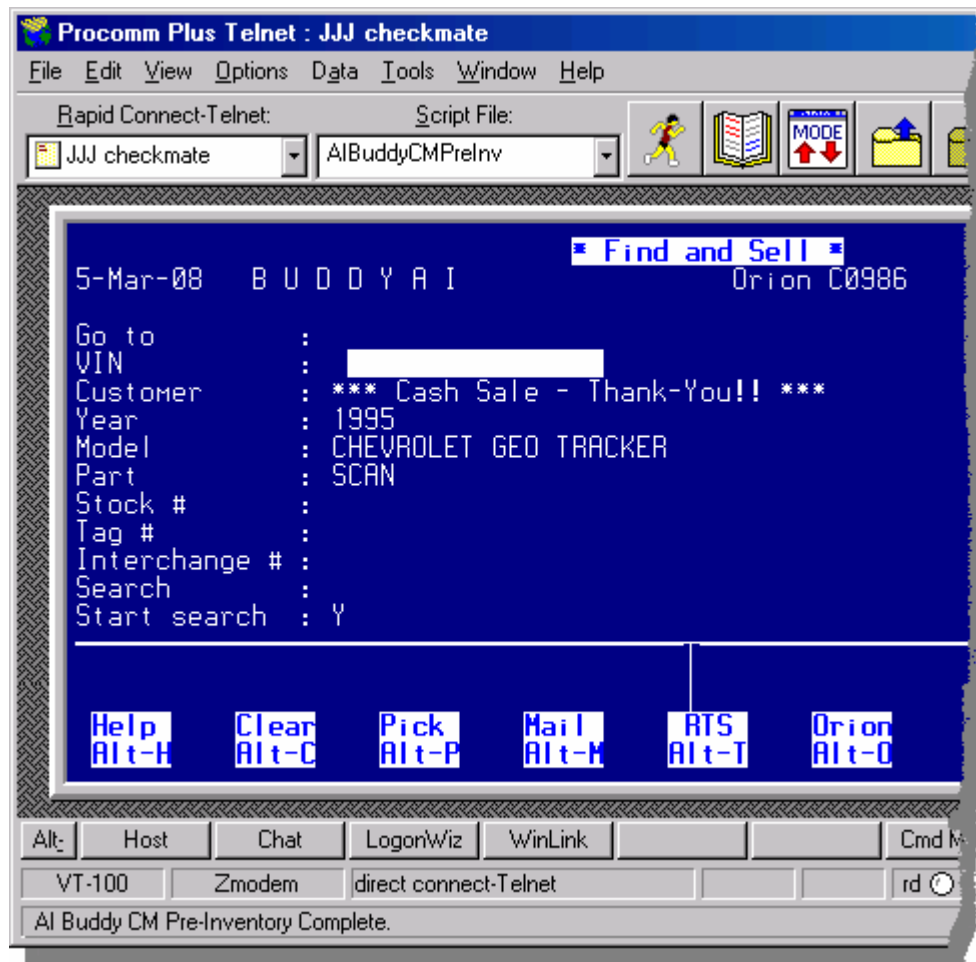 Procomm Plus Telnet : JJJ checkmate
File Edit View Options Data Tools Window Help
Rapid Connect-Telnet: Script File:
JJJ checkmate AIBuddyCMPreInv MODE
* Find and Sell *
5-Mar-08 B U D D Y A I Orion C0986
Go to :
VIN :
Customer : *** Cash Sale - Thank-You!! ***
Year : 1995
Model : CHEVROLET GEO TRACKER
Part : SCAN
Stock # :
Tag # :
Interchange # :
Search :
Start search : Y
Help Clear Pick Mail RTS Orion
Alt-H Alt-C Alt-P Alt-M Alt-T Alt-O
Alt- Host Chat LogonWiz WinLink Cmd
VT-100 Zmodem direct connect-Telnet rd
AI Buddy CM Pre-Inventory Complete.